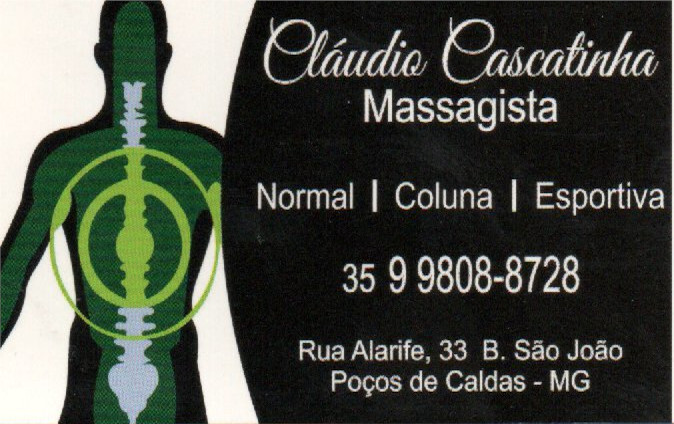 Cláudio Cascatinha
Massagista
Normal | Coluna | Esportiva
35 9 9808-8728
Rua Alarife, 33 B. São João
Poços de Caldas - MG